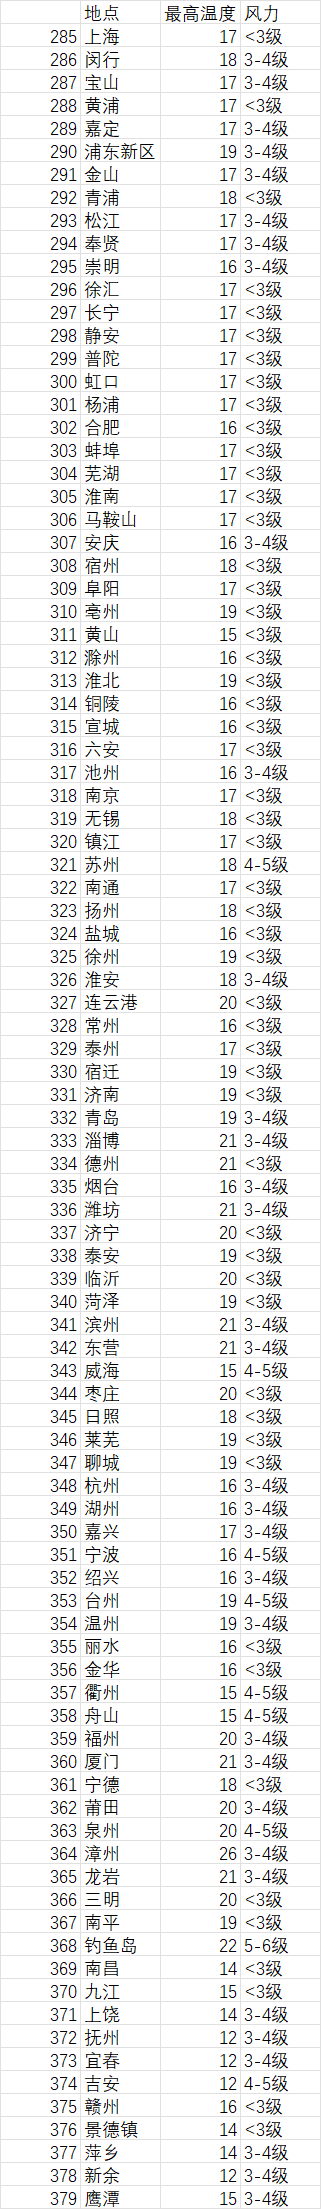 地点 最高温度 风力
285 上海 17 <3级
286 闵行 18 3-4级
287 宝山 17 3-4级
288 黄浦 17 <3级
289 嘉定 17 3-4级
290 浦东新区 19 3-4级
291 金山 17 3-4级
292 青浦 18 <3级
293 松江 17 3-4级
294 奉贤 17 3-4级
295 崇明 16 3-4级
296 徐汇 17 <3级
297 长宁 17 <3级
298 静安 17 <3级
299 普陀 17 <3级
300 虹口 17 <3级
301 杨浦 17 <3级
302 合肥 16 <3级
303 蚌埠 17 <3级
304 芜湖 17 <3级
305 淮南 17 <3级
306 马鞍山 17 <3级
307 安庆 16 3-4级
308 宿州 18 <3级
309 阜阳 17 <3级
310 亳州 19 <3级
311 黄山 15 <3级
312 滁州 16 <3级
313 淮北 19 <3级
314 铜陵 16 <3级
315 宣城 16 <3级
316 六安 17 <3级
317 池州 16 3-4级
318 南京 17 <3级
319 无锡 18 <3级
320 镇江 17 <3级
321 苏州 18 4-5级
322 南通 17 <3级
323 扬州 18 <3级
324 盐城 16 <3级
325 徐州 19 <3级
326 淮安 18 3-4级
327 连云港 20 <3级
328 常州 16 <3级
329 泰州 17 <3级
330 宿迁 19 <3级
331 济南 19 <3级
332 青岛 19 3-4级
333 淄博 21 3-4级
334 德州 21 <3级
335 烟台 16 3-4级
336 潍坊 21 3-4级
337 济宁 20 <3级
338 泰安 19 <3级
339 临沂 20 <3级
340 菏泽 19 <3级
341 滨州 21 3-4级
342 东营 21 3-4级
343 威海 15 4-5级
344 枣庄 20 <3级
345 日照 18 <3级
346 莱芜 19 <3级
347 聊城 19 <3级
348 杭州 16 3-4级
349 湖州 16 3-4级
350 嘉兴 17 3-4级
351 宁波 16 4-5级
352 绍兴 16 3-4级
353 台州 19 4-5级
354 温州 19 3-4级
355 丽水 16 <3级
356 金华 16 <3级
357 衢州 15 4-5级
358 舟山 15 4-5级
359 福州 20 3-4级
360 厦门 21 3-4级
361 宁德 18 <3级
362 莆田 20 3-4级
363 泉州 20 4-5级
364 漳州 26 3-4级
365 龙岩 21 3-4级
366 三明 20 <3级
367 南平 19 <3级
368 钓鱼岛 22 5-6级
369 南昌 14 <3级
370 九江 15 <3级
371 上饶 14 3-4级
372 抚州 12 3-4级
373 宜春 12 3-4级
374 吉安 12 4-5级
375 赣州 16 <3级
376 景德镇 14 <3级
377 萍乡 14 3-4级
378 新余 12 3-4级
379 鹰潭 15 3-4级